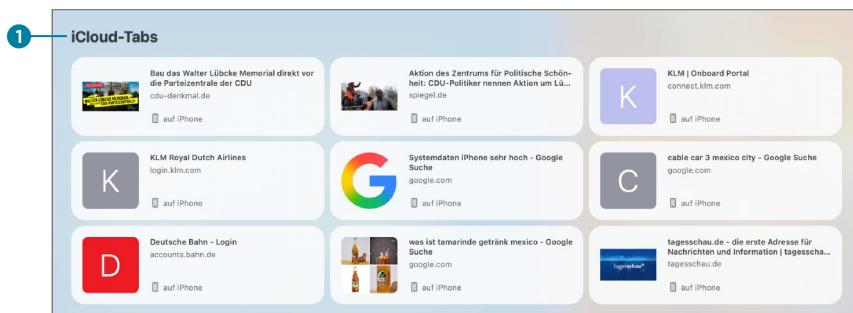 1
iCloud-Tabs
Bau das Walter Lübcke Memorial direkt vor
die Parteizentrale der CDU
cdu-denkmal.de
auf iPhone
Aktion des Zentrums für Politische Schön-
heit: CDU-Politiker nennen Aktion um Lü...
spiegel.de
auf iPhone
K
KLM | Onboard Portal
connect.klm.com
auf iPhone
K
KLM Royal Dutch Airlines
login.klm.com
auf iPhone
G
Systemdaten iPhone sehr hoch - Google
Suche
google.com
auf iPhone
C
cable car 3 mexico city - Google Suche
google.com
auf iPhone
D
Deutsche Bahn - Login
accounts.bahn.de
auf iPhone
was ist tamarinde getränk mexico - Google
Suche
google.com
auf iPhone
tagesschau
tagesschau.de - die erste Adresse für
Nachrichten und Information | tagesscha...
tagesschau.de
auf iPhone